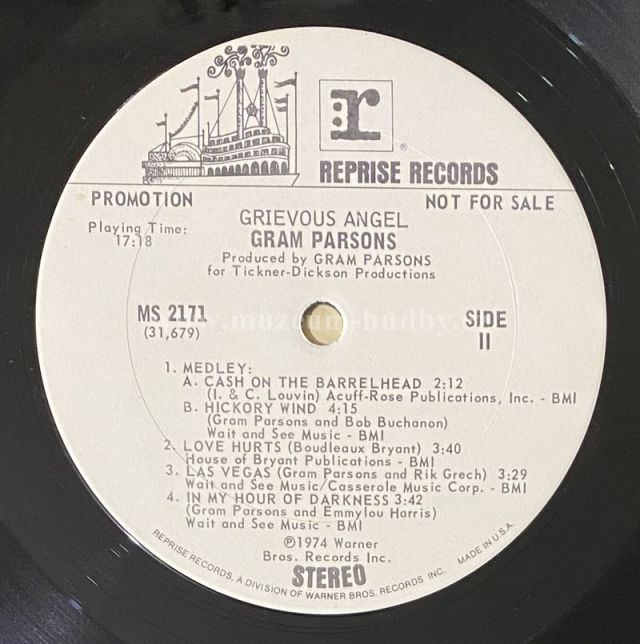 r
®
REPRISE RECORDS
PROMOTION
NOT FOR SALE
Playing Time:
17:18
GRIEVOUS ANGEL
GRAM PARSONS
Produced by GRAM PARSONS
for Tickner-Dickson Productions
MS 2171
(31,679)
SIDE
II
www.muzeum-hudby.
1. MEDLEY:
A. CASH ON THE BARRELHEAD 2:12
(I. & C. Louvin) Acuff-Rose Publications, Inc. - BMI
B. HICKORY WIND 4:15
(Gram Parsons and Bob Buchanon)
Wait and See Music - BMI
2. LOVE HURTS (Boudleaux Bryant) 3:40
House of Bryant Publications - BMI
3. LAS VEGAS (Gram Parsons and Rik Grech) 3:29
Wait and See Music/Casserole Music Corp. - BMI
4. IN MY HOUR OF DARKNESS 3:42
(Gram Parsons and Emmylou Harris)
Wait and See Music - BMI
℗1974 Warner
Bros. Records Inc.
STEREO
REPRISE RECORDS, A DIVISION OF WARNER BROS. RECORDS INC. MADE IN U.S.A.